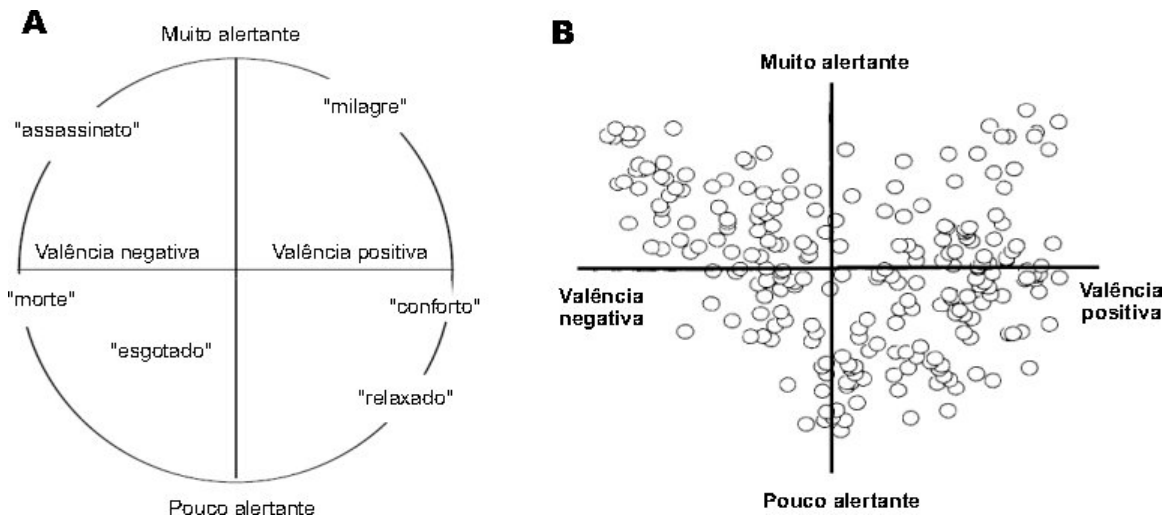 A
Muito alertante
"milagre"
"assassinato"
Valência negativa
Valência positiva
"morte"
"conforto"
"esgotado"
"relaxado"
Pouco alertante
B
Muito alertante
Valência
negativa
Valência
positiva
Pouco alertante